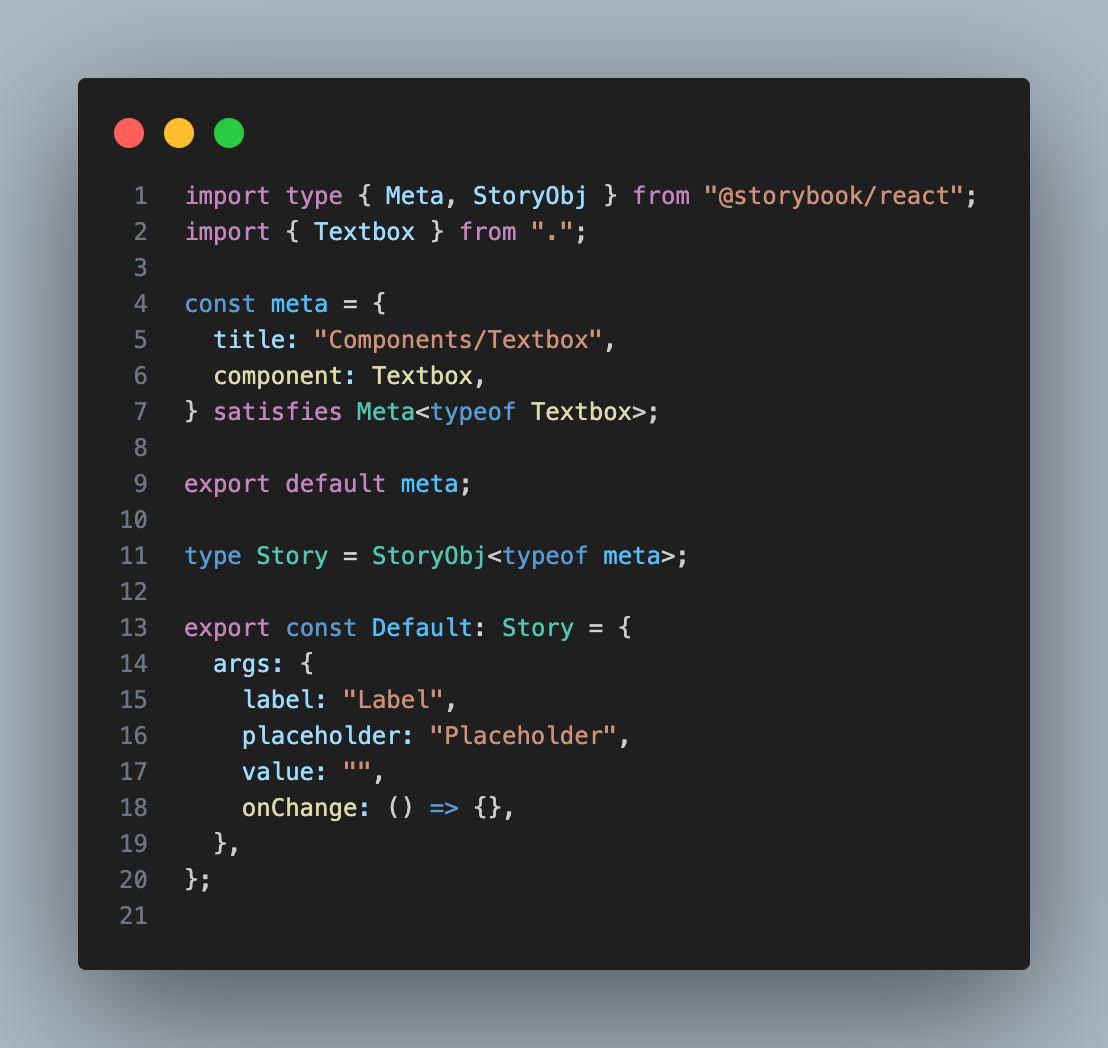 1 import type { Meta, StoryObj } from "@storybook/react";
2 import { Textbox } from ".";
3
4 const meta = {
5   title: "Components/Textbox",
6   component: Textbox,
7 } satisfies Meta<typeof Textbox>;
8
9 export default meta;
10
11 type Story = StoryObj<typeof meta>;
12
13 export const Default: Story = {
14   args: {
15     label: "Label",
16     placeholder: "Placeholder",
17     value: "",
18     onChange: () => {},
19   },
20 };
21